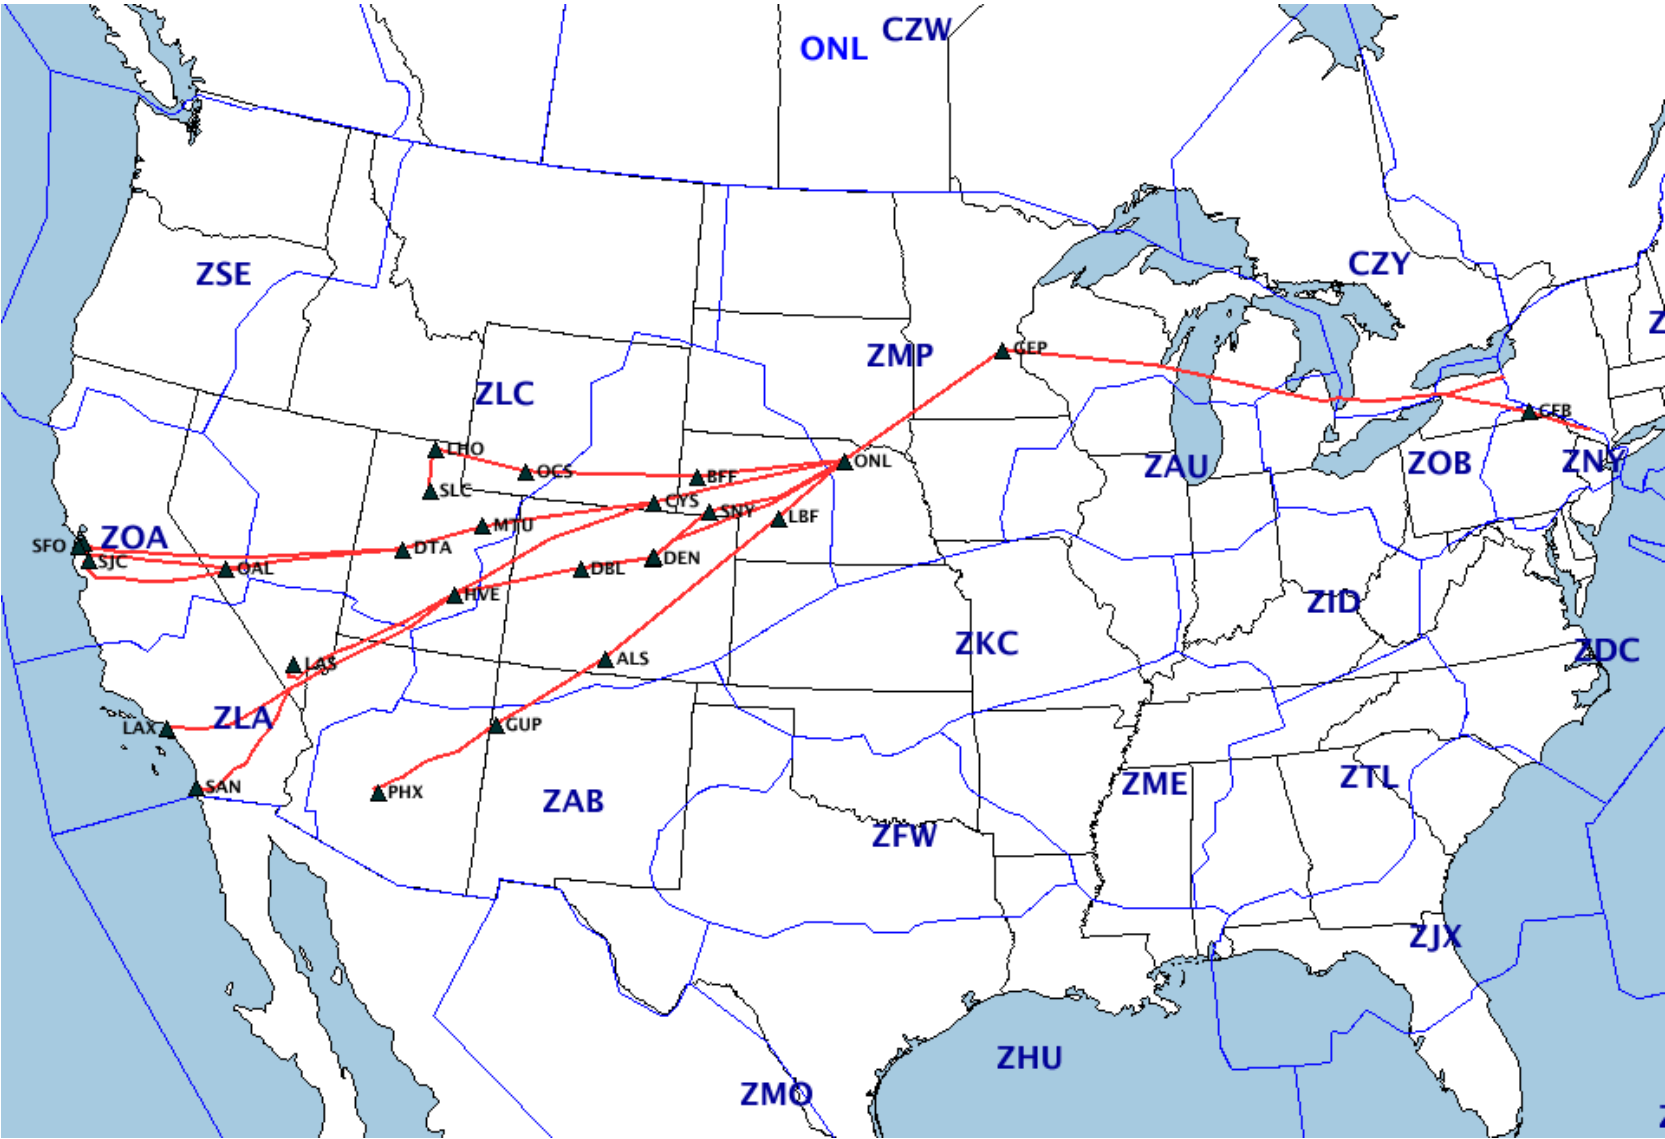 CZW
ONL
CZY
ZSE
Z
ZMP
GEP
ZLC
LHO
ONL
ZAU
ZOB
ZNY
OCS
BFF
SLC
CYS
SNY
LBF
MTU
ZOA
SFO
DTA
SJC
OAL
DBL
DEN
HVE
ZID
ZKC
ZDC
ALS
LAS
ZLA
LAX
GUP
SAN
PHX
ZAB
ZME
ZTL
ZFW
ZJX
ZHU
ZMO